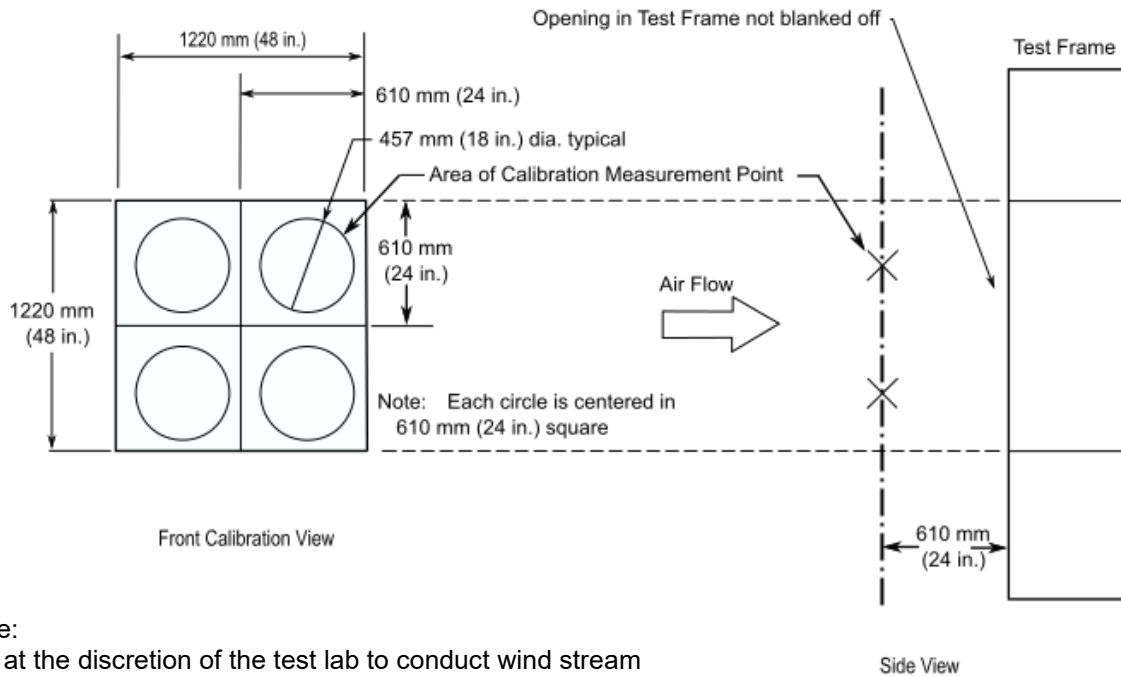 Opening in Test Frame not blanked off
1220 mm (48 in.)
Test Frame
610 mm (24 in.)
457 mm (18 in.) dia. typical
Area of Calibration Measurement Point
610 mm
(24 in.)
Air Flow
1220 mm
(48 in.)
Note: Each circle is centered in
610 mm (24 in.) square
610 mm
(24 in.)
Front Calibration View
e:
at the discretion of the test lab to conduct wind stream
Side View